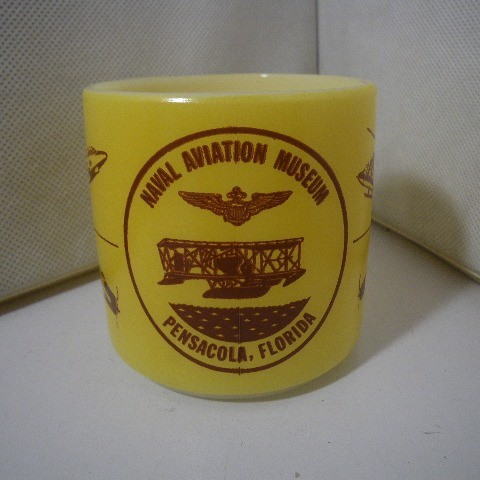 NAVAL AVIATION MUSEUM
PENSACOLA, FLORIDA